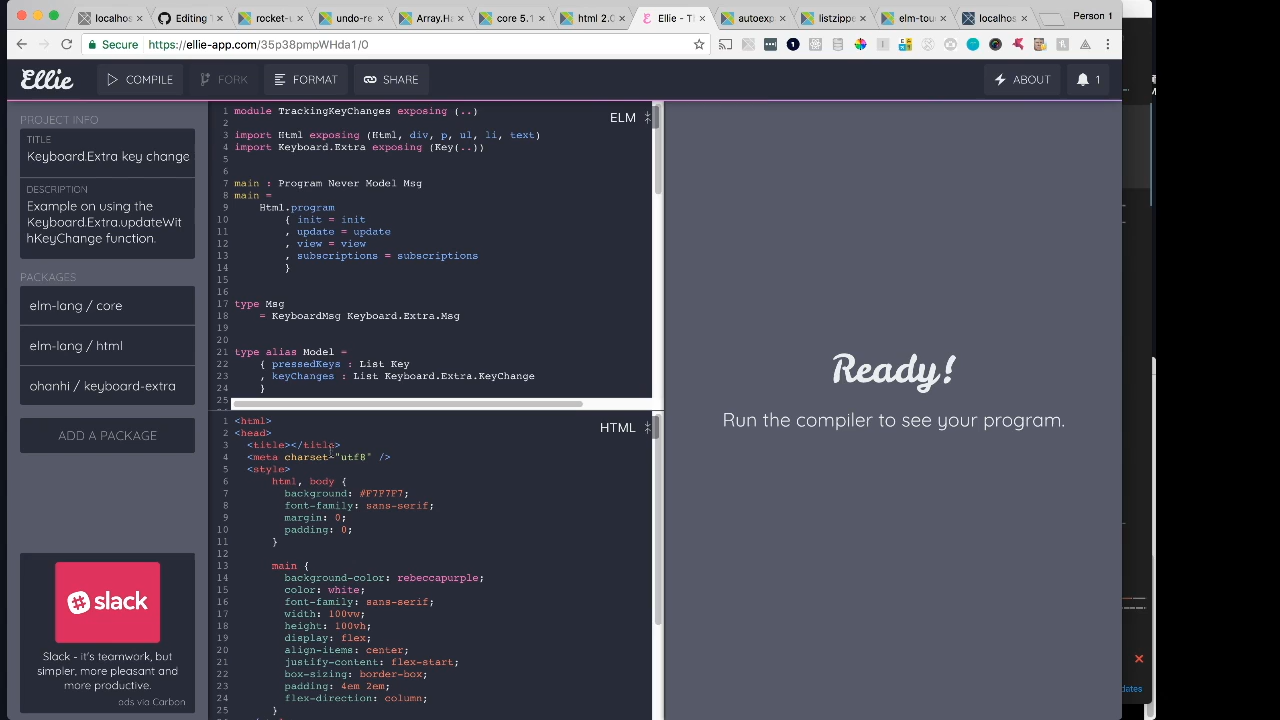 localhos
Editing
rocket-u
undo-re
Array.Ha
core 5.1
html 2.0
Ellie - Th
autoexp
listzippe
elm-touc
localhos
Person 1
Secure https://ellie-app.com/35p38pmpWHda1/0
Ellie COMPILE FORK FORMAT SHARE ABOUT 1
PROJECT INFO
TITLE
Keyboard.Extra key change
DESCRIPTION
Example on using the
Keyboard.Extra.updateWit
hKeyChange function.
PACKAGES
elm-lang / core
elm-lang / html
ohanhi / keyboard-extra
ADD A PACKAGE
slack
Slack - it's teamwork, but
simpler, more pleasant and
more productive.
ads via Carbon
ELM
1 module TrackingKeyChanges exposing (..)
2
3 import Html exposing (Html, div, p, ul, li, text)
4 import Keyboard.Extra exposing (Key(..))
5
6
7 main : Program Never Model Msg
8 main =
9     Html.program
10         { init = init
11         , update = update
12         , view = view
13         , subscriptions = subscriptions
14         }
15
16
17 type Msg
18     = KeyboardMsg Keyboard.Extra.Msg
19
20
21 type alias Model =
22     { pressedKeys : List Key
23     , keyChanges : List Keyboard.Extra.KeyChange
24     }
25
HTML
1 <html>
2 <head>
3   <title></title>
4   <meta charset="utf8" />
5   <style>
6       html, body {
7         background: #F7F7F7;
8         font-family: sans-serif;
9         margin: 0;
10         padding: 0;
11       }
12
13       main {
14         background-color: rebeccapurple;
15         color: white;
16         font-family: sans-serif;
17         width: 100vw;
18         height: 100vh;
19         display: flex;
20         align-items: center;
21         justify-content: flex-start;
22         box-sizing: border-box;
23         padding: 4em 2em;
24         flex-direction: column;
25       }
Ready!
Run the compiler to see your program.
dates